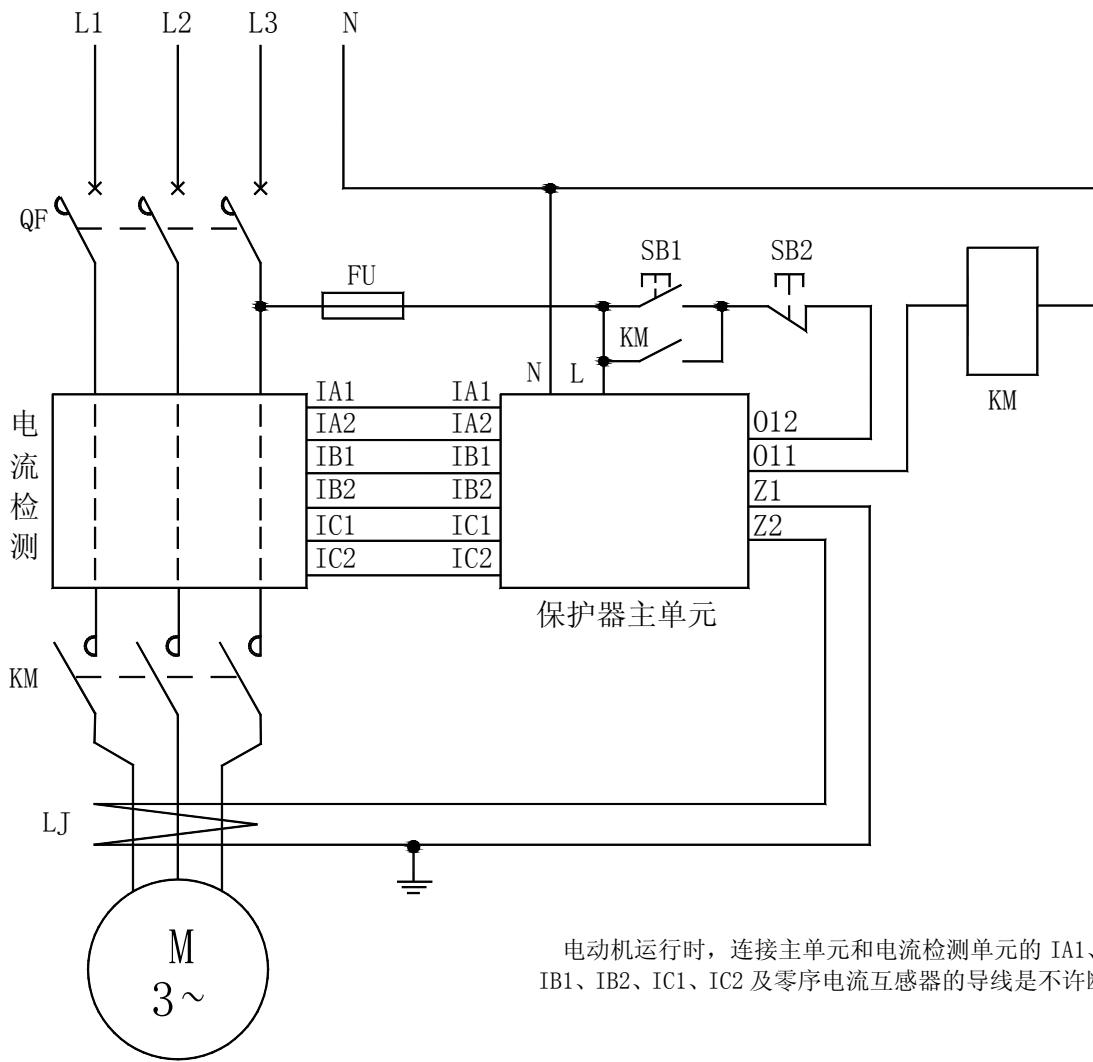 L1 L2 L3 N
QF
FU
SB1 SB2
KM
N L
KM
电流检测
IA1 IA1
IA2 IA2
IB1 IB1
IB2 IB2
IC1 IC1
IC2 IC2
O12
O11
Z1
Z2
保护器主单元
KM
LJ
M
3~
电动机运行时，连接主单元和电流检测单元的 IA1、
IB1、IB2、IC1、IC2 及零序电流互感器的导线是不许